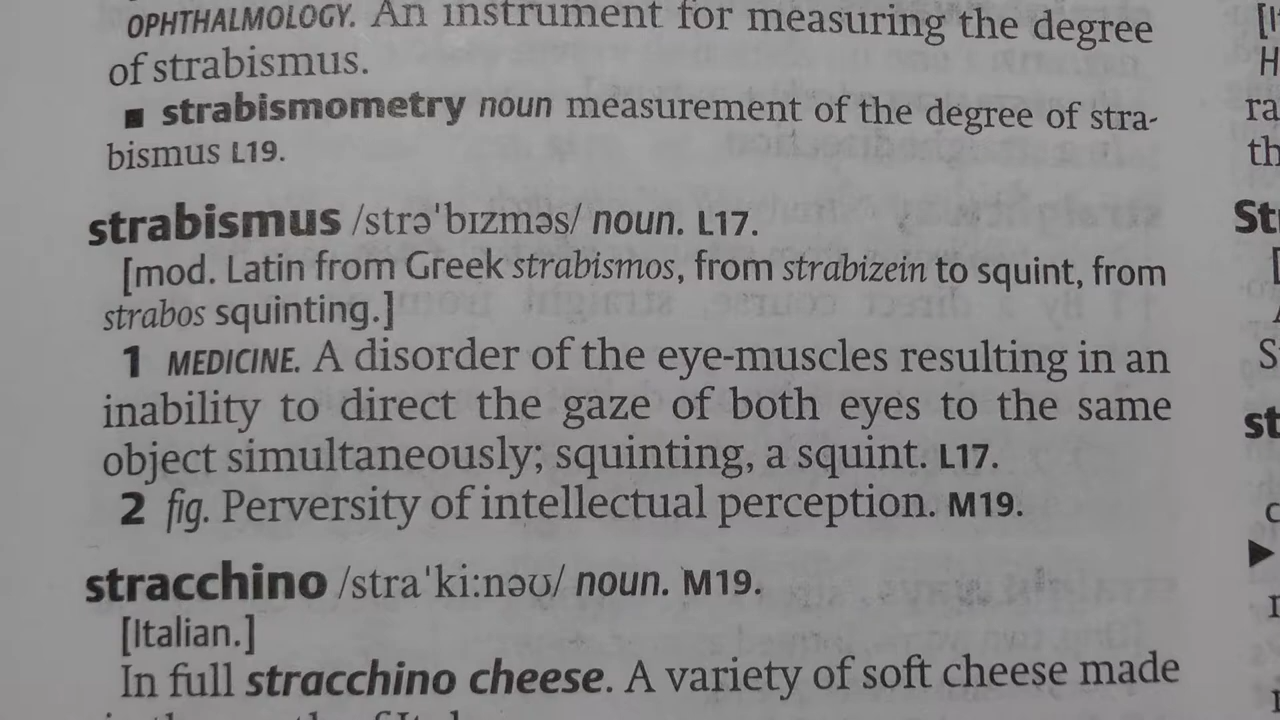 OPHTHALMOLOGY. An instrument for measuring the degree
of strabismus.
■ strabismometry noun measurement of the degree of stra-
bismus L19.
strabismus /strəˈbɪzməs/ noun. L17.
[mod. Latin from Greek strabismos, from strabizein to squint, from
strabos squinting.]
1 MEDICINE. A disorder of the eye-muscles resulting in an
inability to direct the gaze of both eyes to the same
object simultaneously; squinting, a squint. L17.
2 fig. Perversity of intellectual perception. M19.
stracchino /straˈkiːnəʊ/ noun. M19.
[Italian.]
In full stracchino cheese. A variety of soft cheese made
ra
th
St
S
st